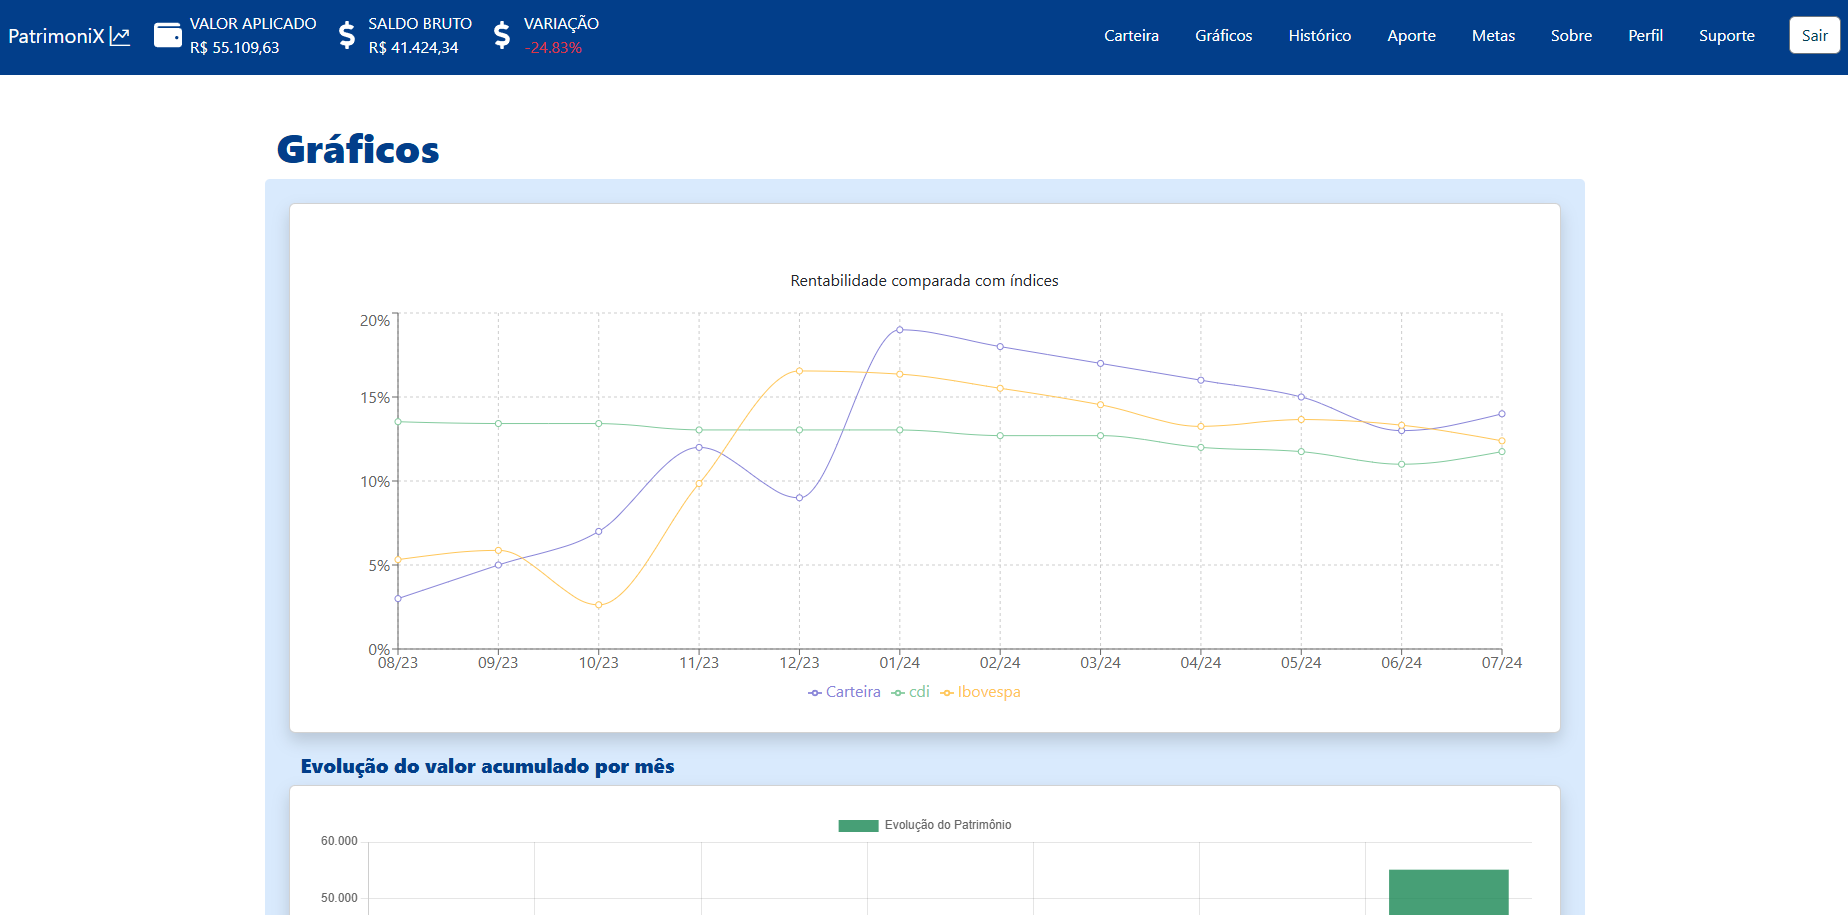 PatrimoniX
VALOR APLICADO
R$ 55.109,63
SALDO BRUTO
R$ 41.424,34
VARIAÇÃO
-24.83%
Carteira Gráficos Histórico Aporte Metas Sobre Perfil Suporte Sair
Gráficos
Rentabilidade comparada com índices
20%
15%
10%
5%
0%
08/23 09/23 10/23 11/23 12/23 01/24 02/24 03/24 04/24 05/24 06/24 07/24
Carteira cdi Ibovespa
Evolução do valor acumulado por mês
Evolução do Patrimônio
60.000
50.000